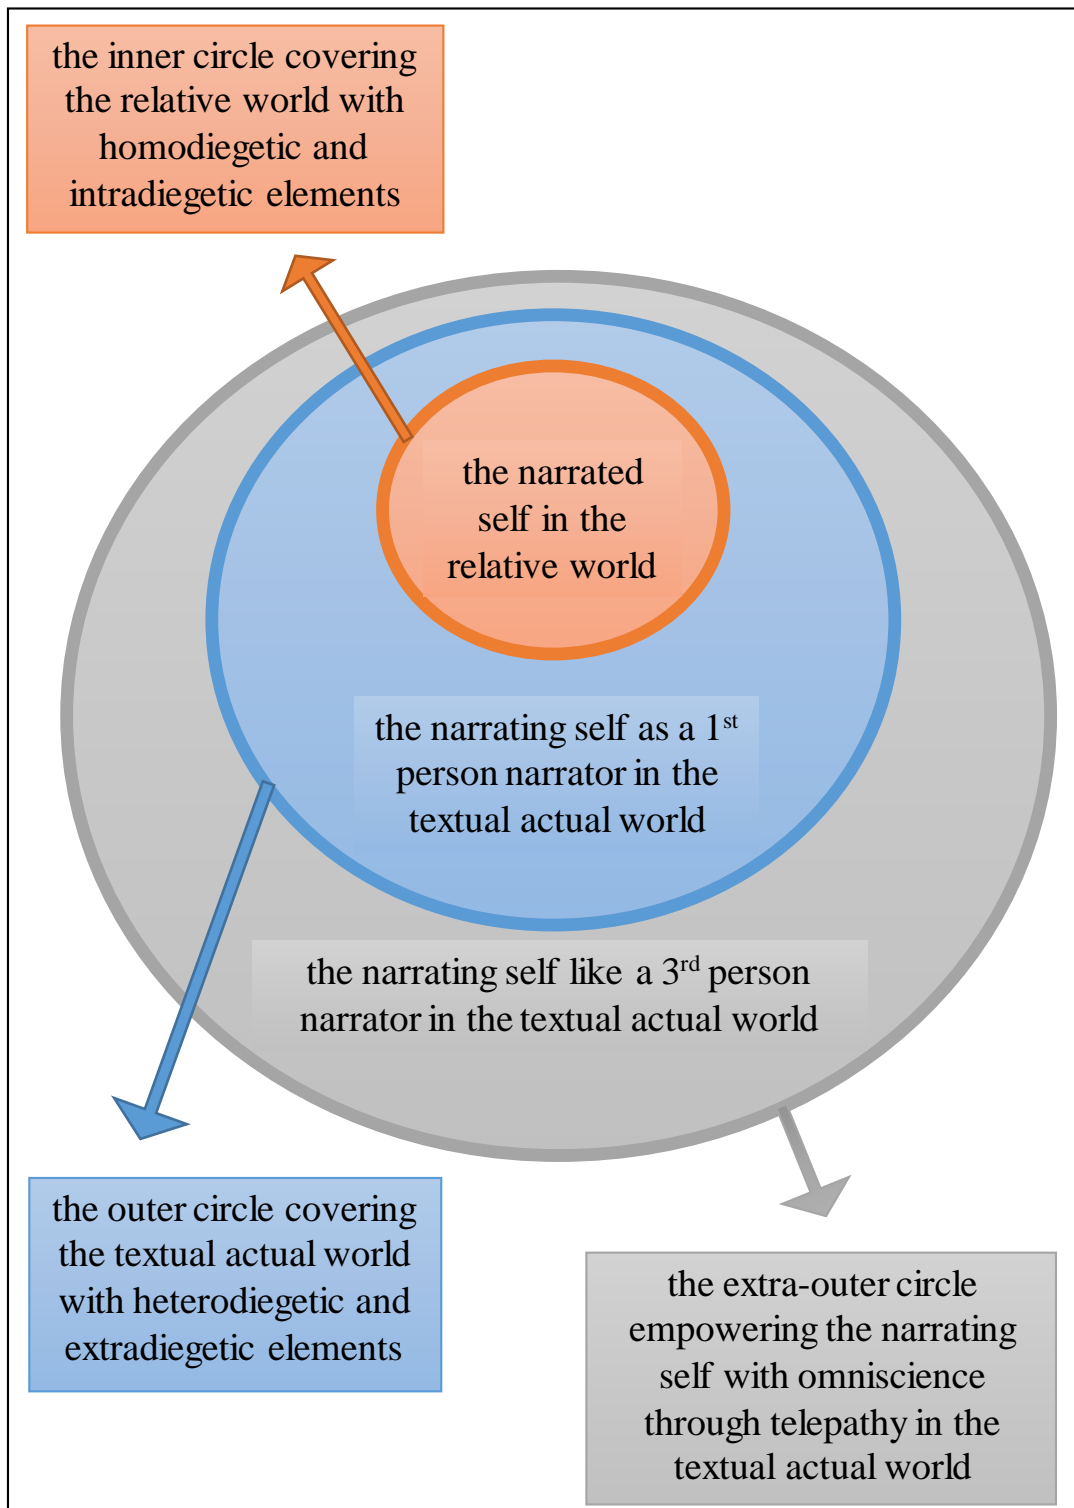 the inner circle covering
the relative world with
homodiegetic and
intradiegetic elements
the narrated
self in the
relative world
the narrating self as a 1st
person narrator in the
textual actual world
the narrating self like a 3rd person
narrator in the textual actual world
the outer circle covering
the textual actual world
with heterodiegetic and
extradiegetic elements
the extra-outer circle
empowering the narrating
self with omniscience
through telepathy in the
textual actual world